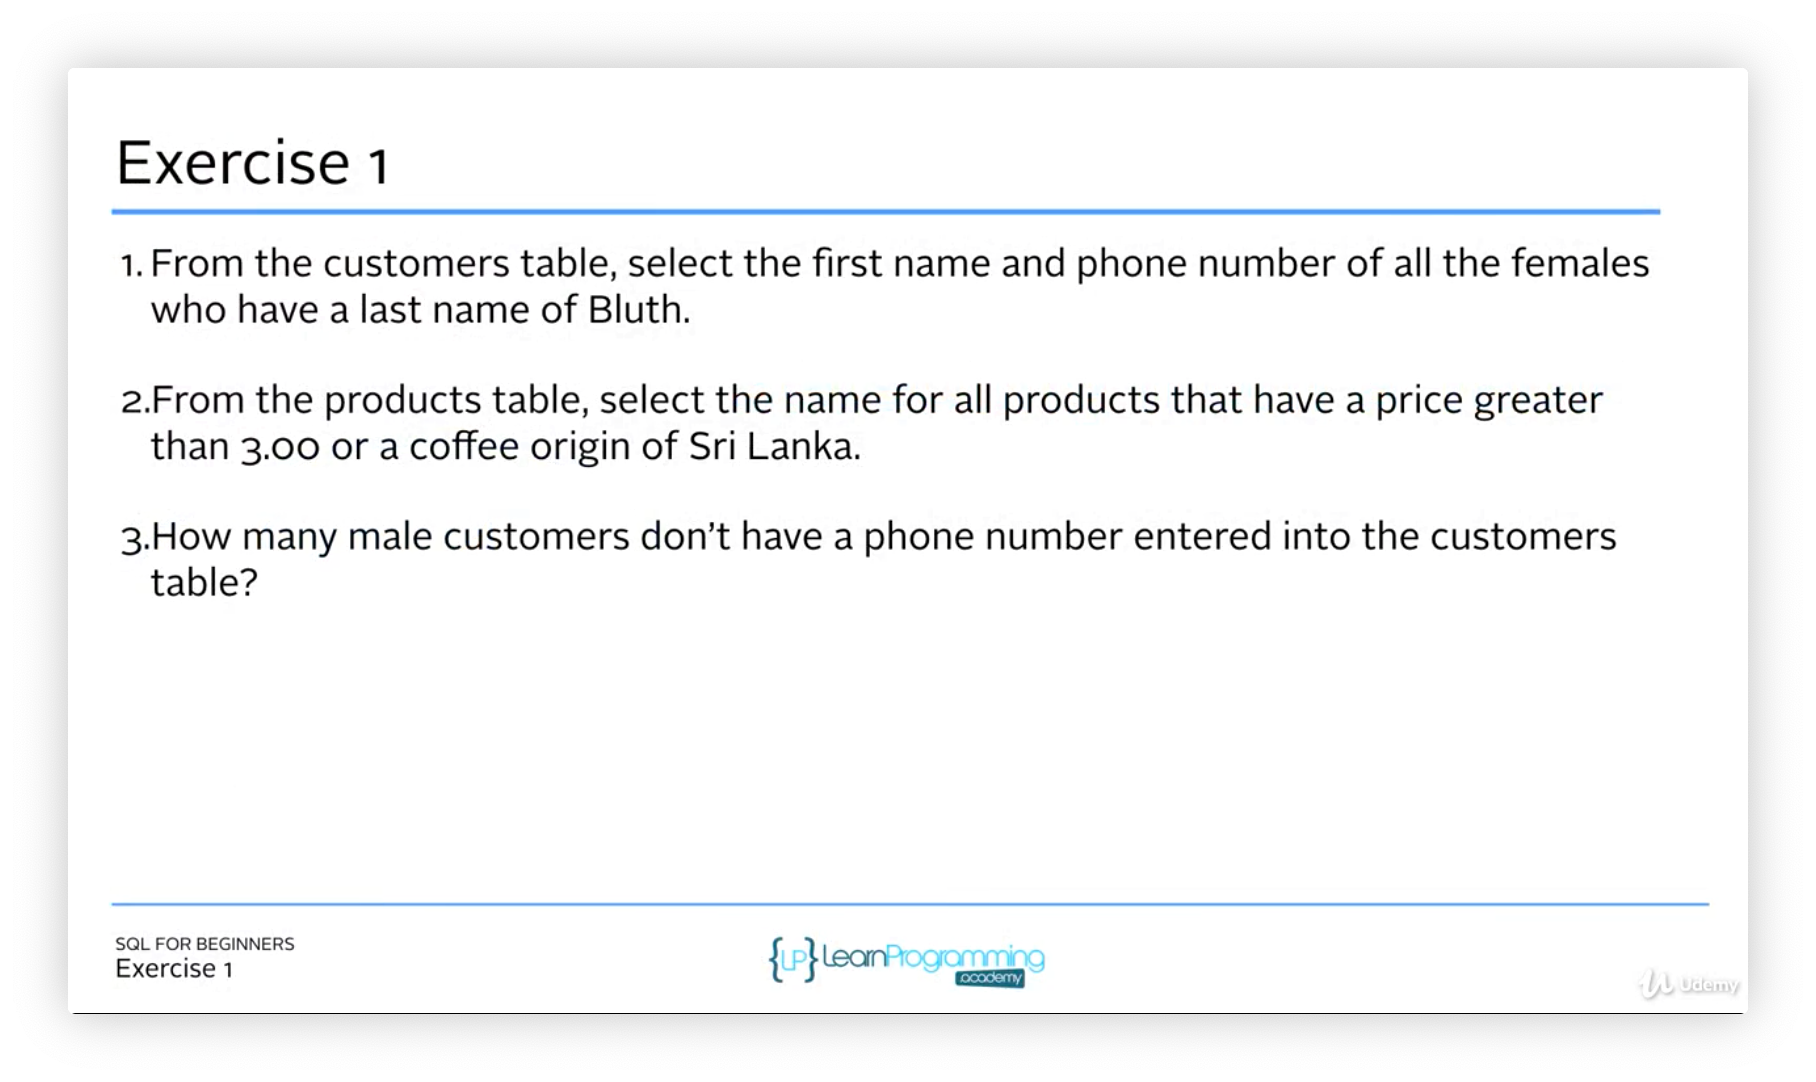 Exercise 1
1. From the customers table, select the first name and phone number of all the females
who have a last name of Bluth.
2.From the products table, select the name for all products that have a price greater
than 3.00 or a coffee origin of Sri Lanka.
3.How many male customers don’t have a phone number entered into the customers
table?
SQL FOR BEGINNERS
Exercise 1
{LP} LearnProgramming
academy
Udemy